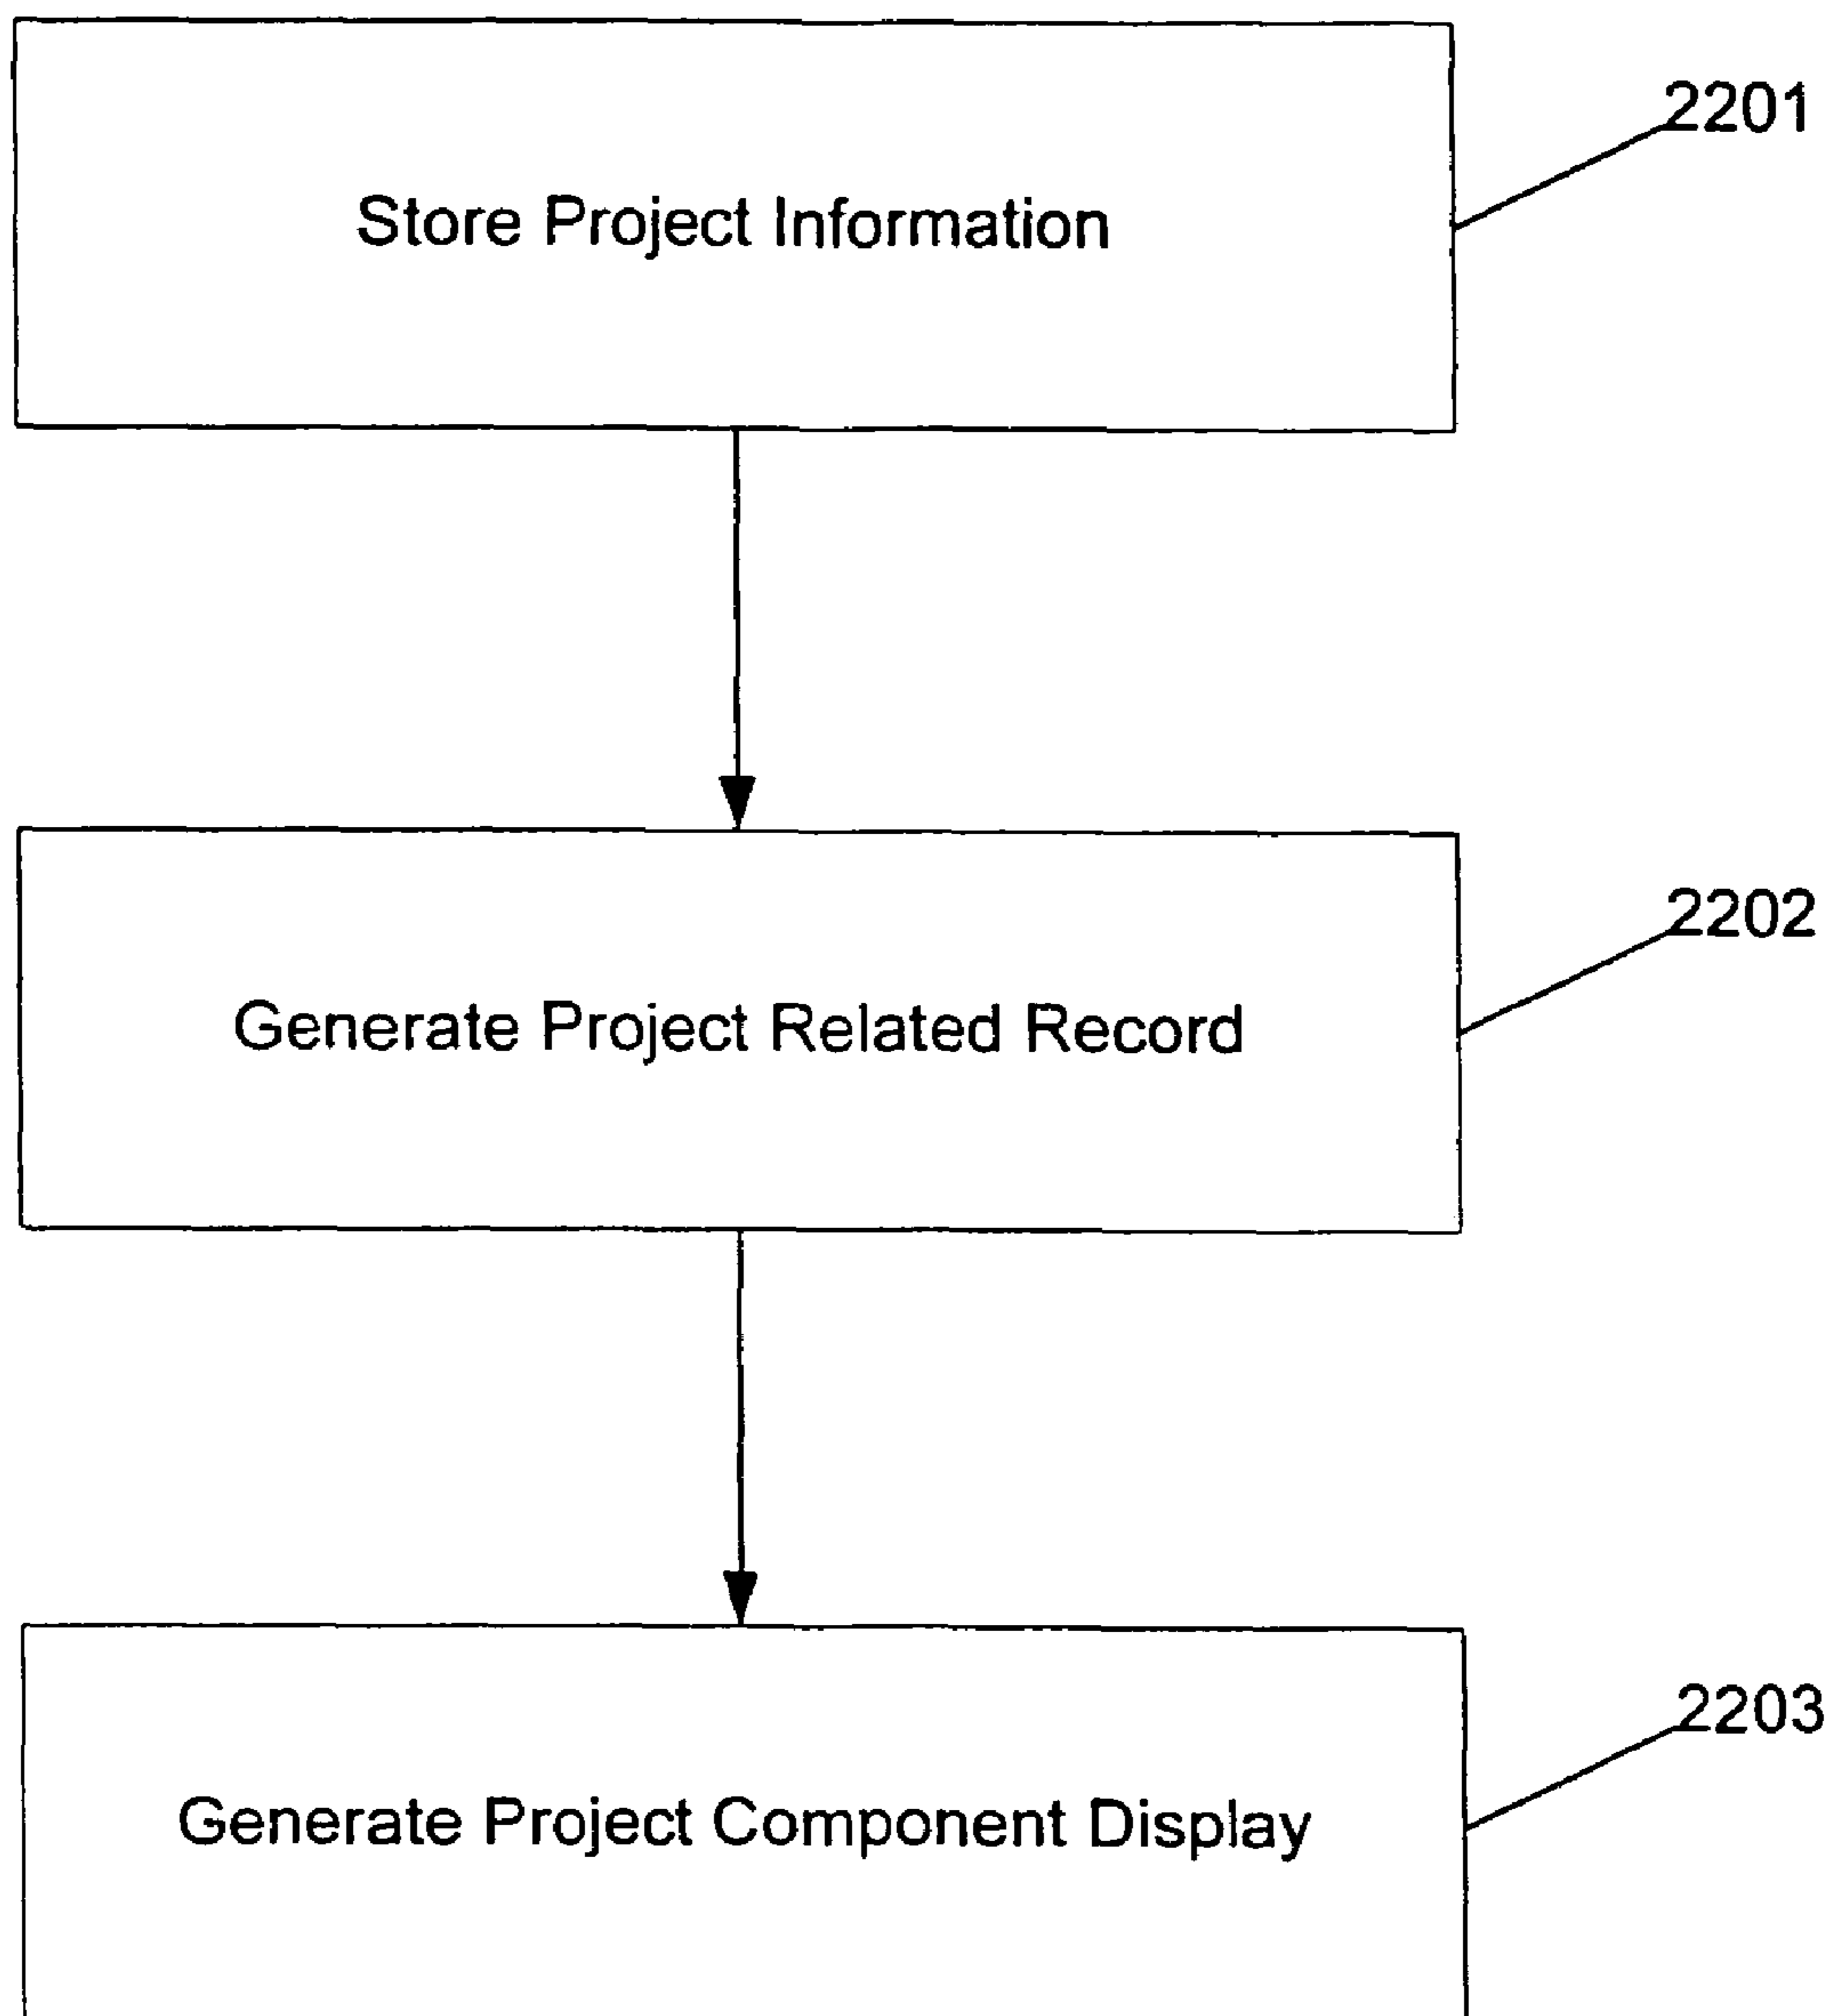 2201
Store Project Information
2202
Generate Project Related Record
2203
Generate Project Component Display